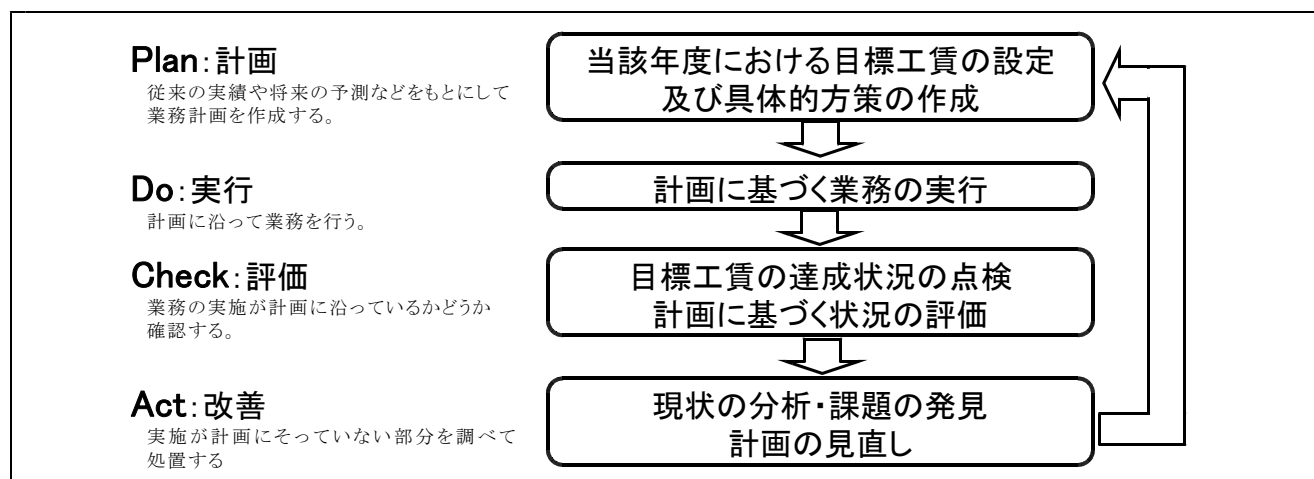 Plan:計画
従来の実績や将来の予測などをもとにして
業務計画を作成する。
当該年度における目標工賃の設定
及び具体的方策の作成
Do:実行
計画に沿って業務を行う。
計画に基づく業務の実行
Check:評価
業務の実施が計画に沿っているかどうか
確認する。
目標工賃の達成状況の点検
計画に基づく状況の評価
Act:改善
実施が計画にそっていない部分を調べて
処置する
現状の分析・課題の発見
計画の見直し